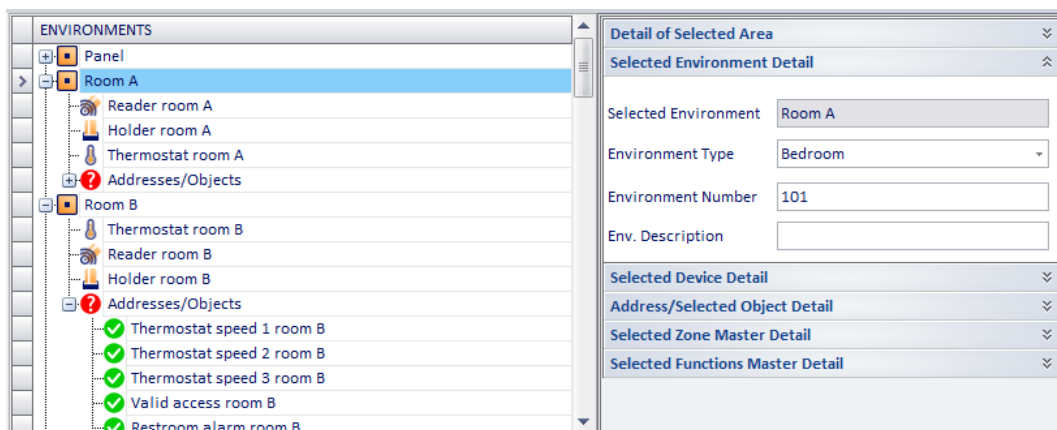 ENVIRONMENTS
Panel
Room A
Reader room A
Holder room A
Thermostat room A
Addresses/Objects
Room B
Thermostat room B
Reader room B
Holder room B
Addresses/Objects
Thermostat speed 1 room B
Thermostat speed 2 room B
Thermostat speed 3 room B
Valid access room B
Restroom alarm room B
Detail of Selected Area
Selected Environment Detail
Selected Environment Room A
Environment Type Bedroom
Environment Number 101
Env. Description
Selected Device Detail
Address/Selected Object Detail
Selected Zone Master Detail
Selected Functions Master Detail